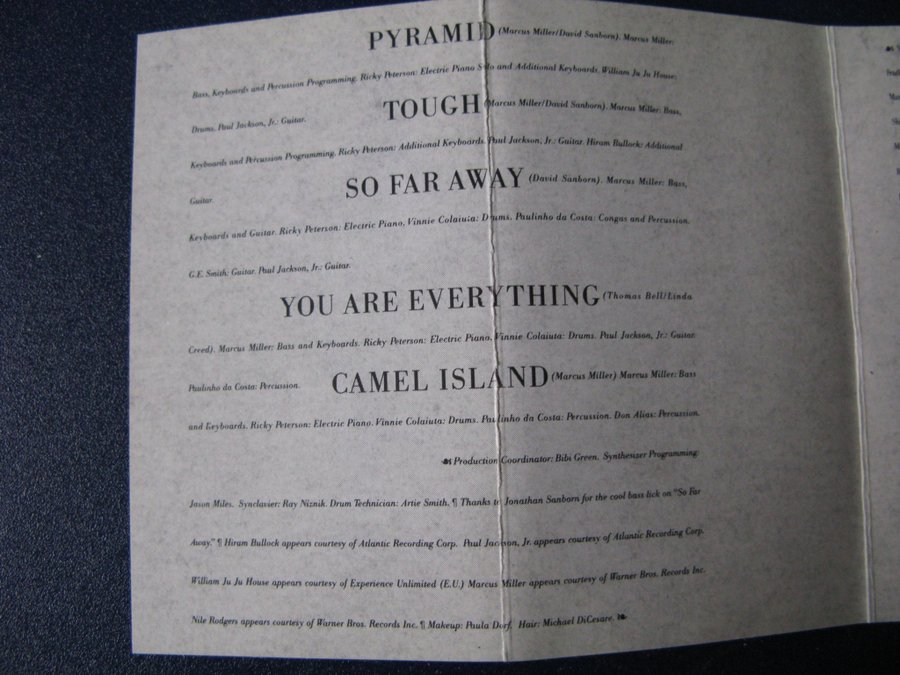 PYRAMID (Marcus Miller/David Sanborn). Marcus Miller:
Bass, Keyboards and Percussion Programming. Ricky Peterson: Electric Piano Solo and Additional Keyboards. William Ju Ju House:
Drums. Paul Jackson, Jr.: Guitar. TOUGH (Marcus Miller/David Sanborn). Marcus Miller: Bass,
Keyboards and Percussion Programming. Ricky Peterson: Additional Keyboards. Paul Jackson, Jr.: Guitar. Hiram Bullock: Additional
Guitar. SO FAR AWAY (David Sanborn). Marcus Miller: Bass,
Keyboards and Guitar. Ricky Peterson: Electric Piano. Vinnie Colaiuta: Drums. Paulinho da Costa: Congas and Percussion.
G.E. Smith: Guitar. Paul Jackson, Jr.: Guitar.
YOU ARE EVERYTHING (Thomas Bell/Linda
Creed). Marcus Miller: Bass and Keyboards. Ricky Peterson: Electric Piano. Vinnie Colaiuta: Drums. Paul Jackson, Jr.: Guitar.
Paulinho da Costa: Percussion. CAMEL ISLAND (Marcus Miller) Marcus Miller: Bass
and Keyboards. Ricky Peterson: Electric Piano. Vinnie Colaiuta: Drums. Paulinho da Costa: Percussion. Don Alias: Percussion.
☙ Production Coordinator: Bibi Green. Synthesizer Programming:
Jason Miles. Synclavier: Ray Niznik. Drum Technician: Artie Smith. ¶ Thanks to Jonathan Sanborn for the cool bass lick on "So Far
Away." ¶ Hiram Bullock appears courtesy of Atlantic Recording Corp. Paul Jackson, Jr. appears courtesy of Atlantic Recording Corp.
William Ju Ju House appears courtesy of Experience Unlimited (E.U.) Marcus Miller appears courtesy of Warner Bros. Records Inc.
Nile Rodgers appears courtesy of Warner Bros. Records Inc. ¶ Makeup: Paula Dorf. Hair: Michael DiCesare. ❧